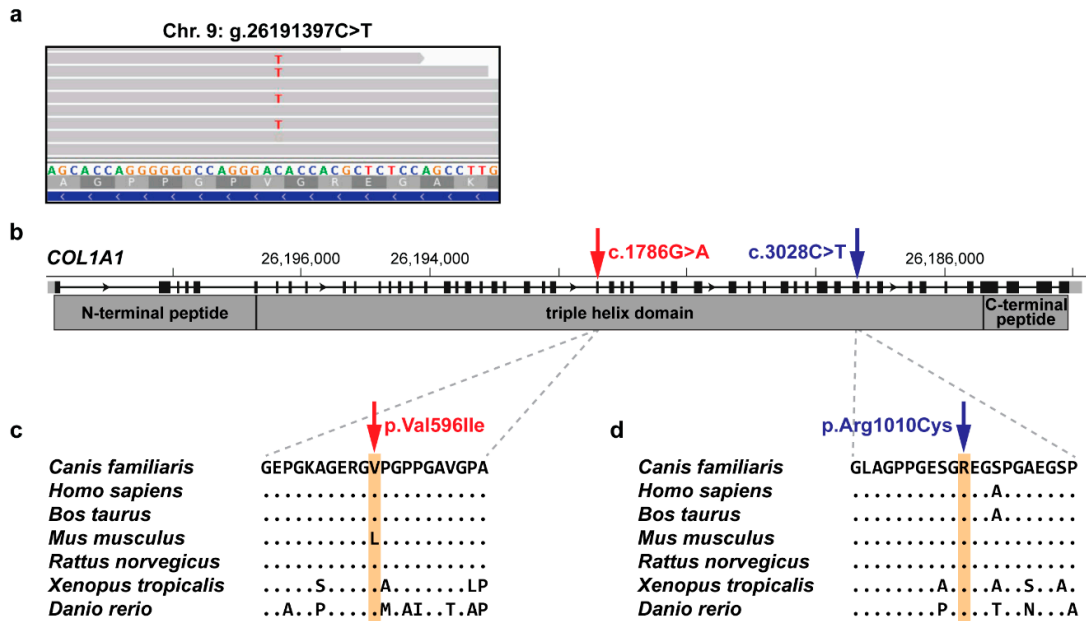 a
Chr. 9: g.26191397C>T
T
T
T
T
AGCACCAGGGGGGCCAGGGACACCACGCTCTCCAGCCTTG
A G P P G P V G R E G A K
b
COL1A1
26,196,000
26,194,000
c.1786G>A
c.3028C>T
26,186,000
N-terminal peptide
triple helix domain
C-terminal
peptide
c
p.Val596Ile
Canis familiaris GEPGKAGERGVPGPPGAVGPA
Homo sapiens .....................
Bos taurus .....................
Mus musculus ..........L..........
Rattus norvegicus .....................
Xenopus tropicalis .....S.....A.......LP
Danio rerio ..A..P.....M.AI..T.AP
d
p.Arg1010Cys
Canis familiaris GLAGPPGESGREGSPGAEGSP
Homo sapiens .............A.......
Bos taurus .............A.......
Mus musculus .....................
Rattus norvegicus .....................
Xenopus tropicalis ........A....A..S..A.
Danio rerio ........P....T..N...A